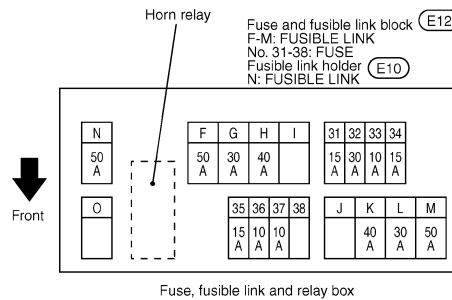 Horn relay
Fuse and fusible link block E12
F-M: FUSIBLE LINK
No. 31-38: FUSE
Fusible link holder E10
N: FUSIBLE LINK
N F G H I 31 32 33 34
50 A 50 A 30 A 40 A 15 A 30 A 10 A 15 A
Front
O 35 36 37 38 J K L M
15 A 10 A 10 A 40 A 30 A 50 A
Fuse, fusible link and relay box